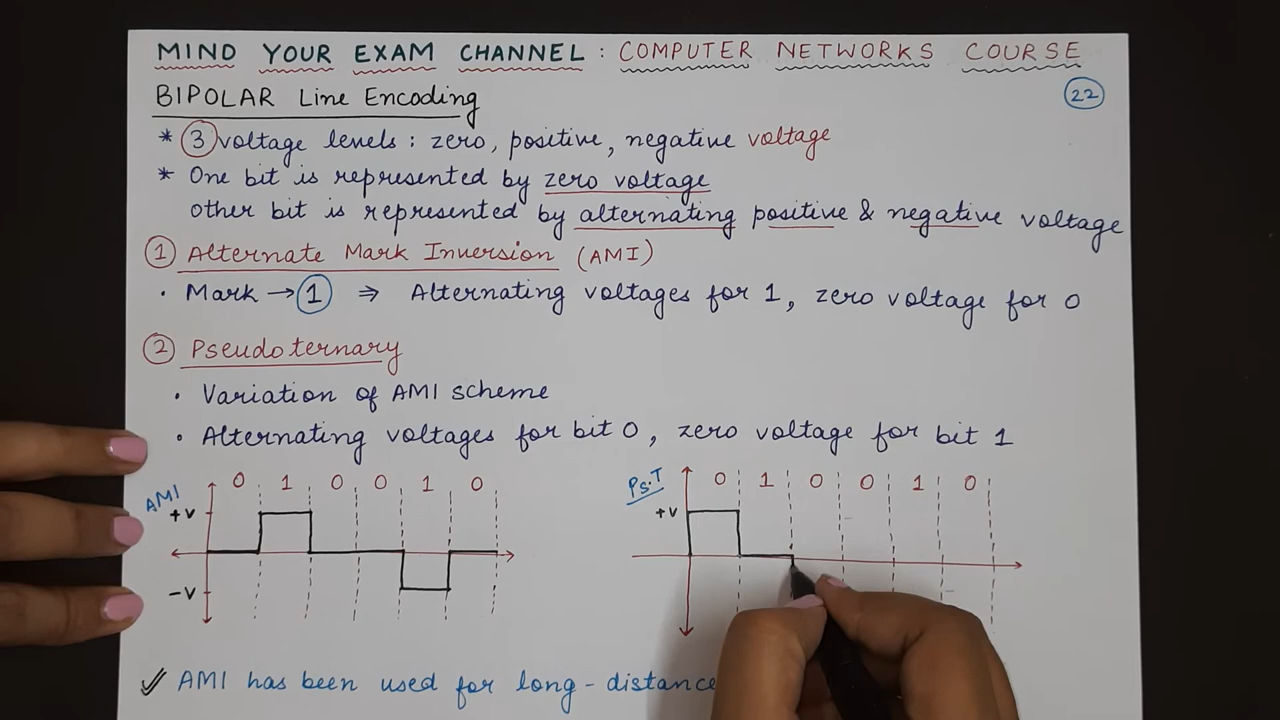 MIND YOUR EXAM CHANNEL : COMPUTER NETWORKS COURSE
BIPOLAR Line Encoding
22
* 3 voltage levels : zero, positive, negative voltage
* One bit is represented by zero voltage
other bit is represented by alternating positive & negative voltage
① Alternate Mark Inversion (AMI)
· Mark → 1 ⇒ Alternating voltages for 1, zero voltage for 0
② Pseudoternary
· Variation of AMI scheme
· Alternating voltages for bit 0, zero voltage for bit 1
AMI
0 1 0 0 1 0
+V
-V
Ps.T
0 1 0 0 1 0
+V
✓ AMI has been used for long-distance